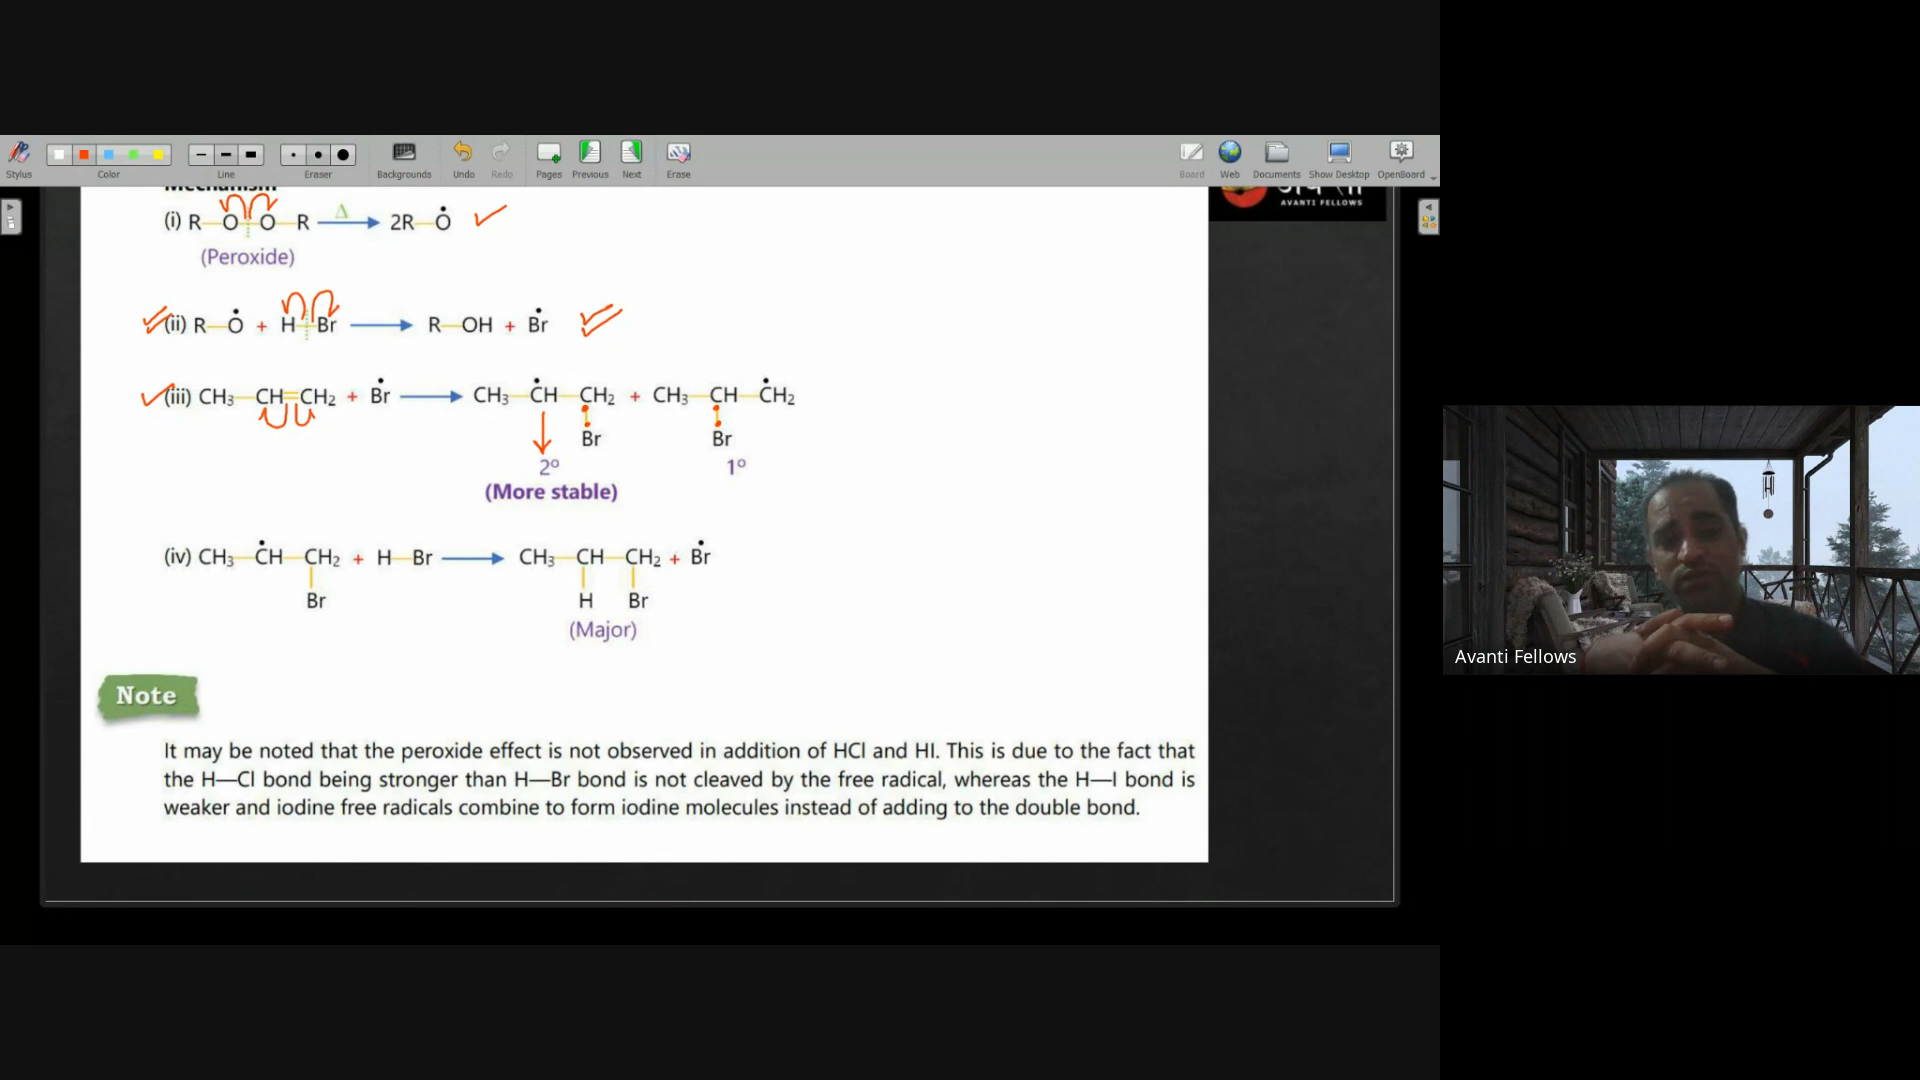 Stylus
Color
Line
Eraser
Backgrounds
Undo
Redo
Pages
Previous
Next
Erase
Board
Web
Documents
Show Desktop
OpenBoard
Mechanism
AVANTI FELLOWS
(i) R—O—O—R Δ→ 2R—Ȯ
(Peroxide)
(ii) R—Ȯ + H—Br → R—OH + Ḃr
(iii) CH₃—CH=CH₂ + Ḃr → CH₃—ĊH—CH₂ + CH₃—CH—ĊH₂
Br Br
2° 1°
(More stable)
(iv) CH₃—ĊH—CH₂ + H—Br → CH₃—CH—CH₂ + Ḃr
Br H Br
(Major)
Note
It may be noted that the peroxide effect is not observed in addition of HCl and HI. This is due to the fact that
the H—Cl bond being stronger than H—Br bond is not cleaved by the free radical, whereas the H—I bond is
weaker and iodine free radicals combine to form iodine molecules instead of adding to the double bond.
Avanti Fellows